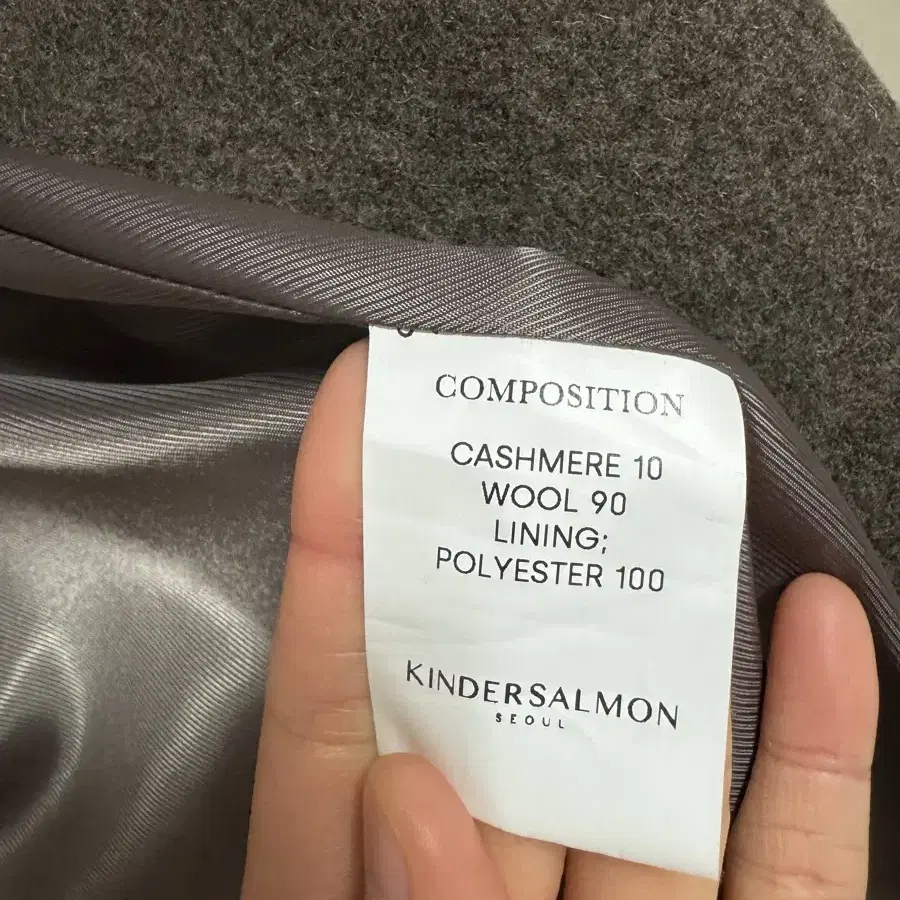 COMPOSITION
CASHMERE 10
WOOL 90
LINING;
POLYESTER 100
KINDERSALMON
SEOUL